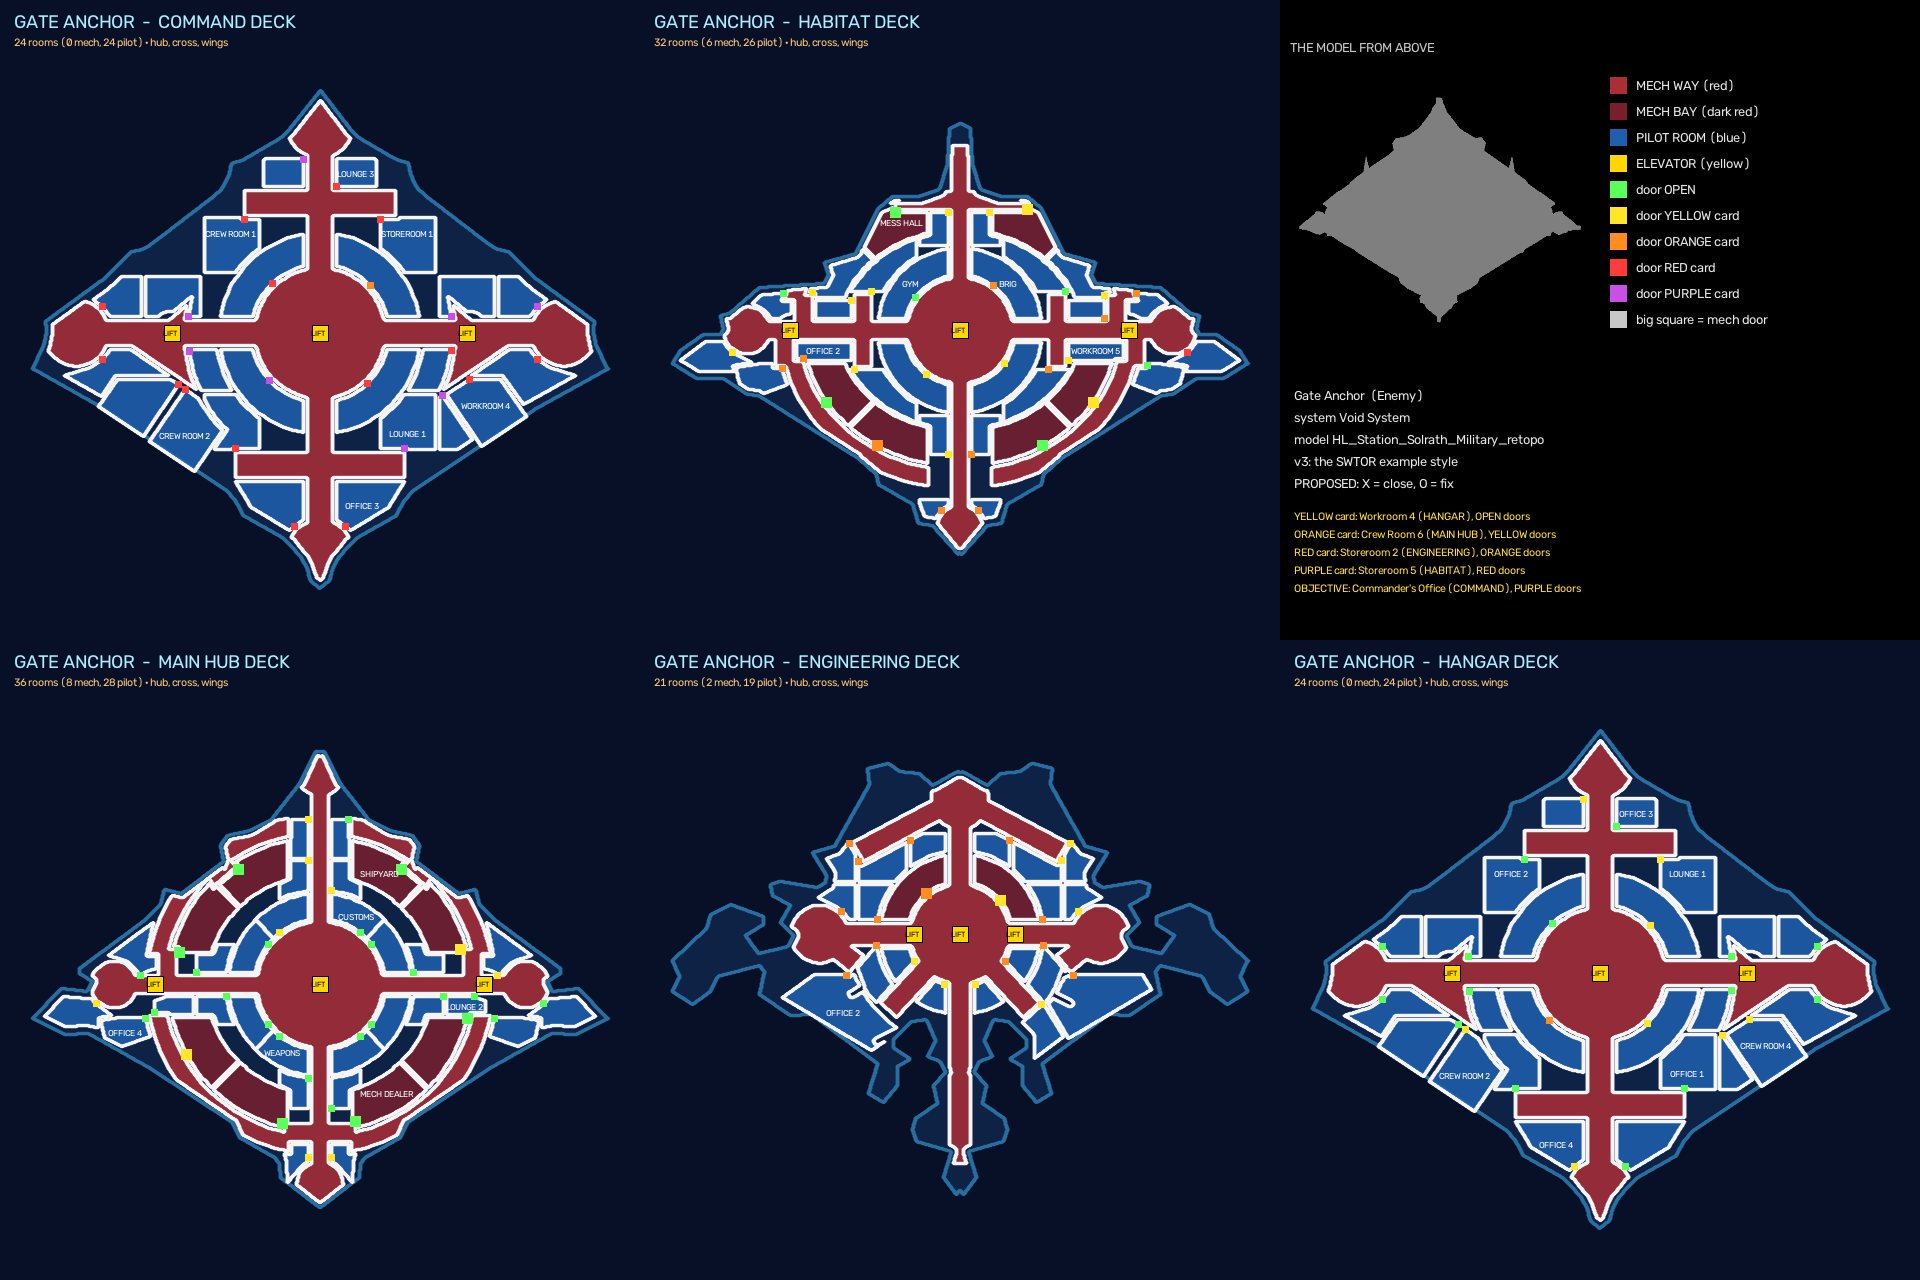 GATE ANCHOR - COMMAND DECK
24 rooms (0 mech, 24 pilot) • hub, cross, wings
LOUNGE 3
CREW ROOM 1
STOREROOM 1
LIFT
LIFT
LIFT
WORKROOM 4
CREW ROOM 2
LOUNGE 1
OFFICE 3
GATE ANCHOR - HABITAT DECK
32 rooms (6 mech, 26 pilot) • hub, cross, wings
MESS HALL
GYM
BRIG
LIFT
LIFT
LIFT
OFFICE 2
WORKROOM 5
THE MODEL FROM ABOVE
MECH WAY (red)
MECH BAY (dark red)
PILOT ROOM (blue)
ELEVATOR (yellow)
door OPEN
door YELLOW card
door ORANGE card
door RED card
door PURPLE card
big square = mech door
Gate Anchor (Enemy)
system Void System
model HL_Station_Solrath_Military_retopo
v3: the SWTOR example style
PROPOSED: X = close, O = fix
YELLOW card: Workroom 4 (HANGAR), OPEN doors
ORANGE card: Crew Room 6 (MAIN HUB), YELLOW doors
RED card: Storeroom 2 (ENGINEERING), ORANGE doors
PURPLE card: Storeroom 5 (HABITAT), RED doors
OBJECTIVE: Commander's Office (COMMAND), PURPLE doors
GATE ANCHOR - MAIN HUB DECK
36 rooms (8 mech, 28 pilot) • hub, cross, wings
SHIPYARD
CUSTOMS
LIFT
LIFT
LIFT
LOUNGE 2
OFFICE 4
WEAPONS
MECH DEALER
GATE ANCHOR - ENGINEERING DECK
21 rooms (2 mech, 19 pilot) • hub, cross, wings
LIFT
LIFT
LIFT
OFFICE 2
GATE ANCHOR - HANGAR DECK
24 rooms (0 mech, 24 pilot) • hub, cross, wings
OFFICE 3
OFFICE 2
LOUNGE 1
LIFT
LIFT
LIFT
CREW ROOM 4
CREW ROOM 2
OFFICE 1
OFFICE 4